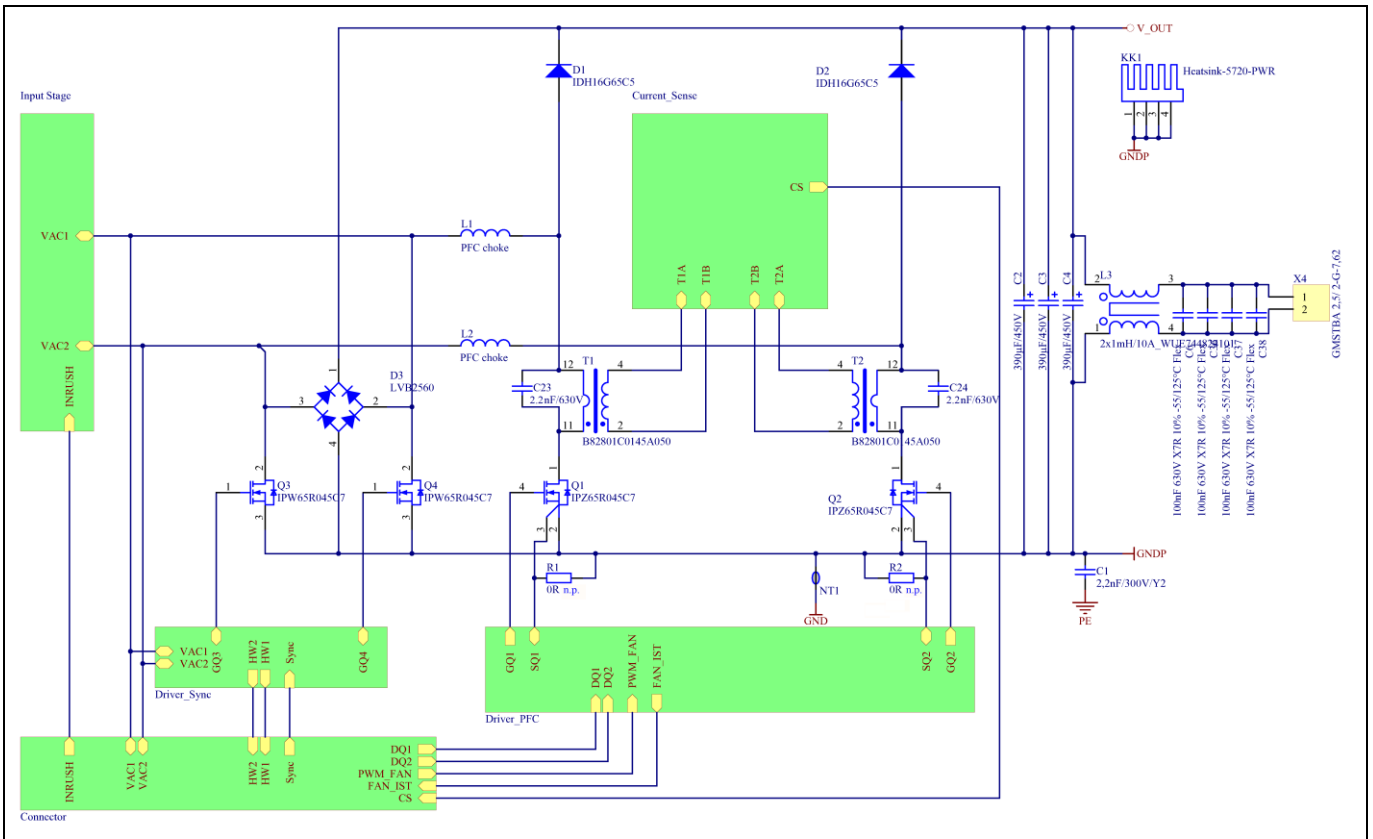 V_OUT
KK1
Heatsink-5720-PWR
1
2
3
4
GNDP
D1
IDH16G65C5
D2
IDH16G65C5
Input Stage
VAC1
VAC2
INRUSH
Current_Sense
CS
T1A
T1B
T2B
T2A
L1
PFC choke
L2
PFC choke
C2
390µF/450V
C3
390µF/450V
C4
390µF/450V
2
L3
3
1
4
X4
1
2
GMSTBA 2,5/ 2-G-7,62
100nF 630V X7R 10% -55/125°C Flex
100nF 630V X7R 10% -55/125°C Flex
100nF 630V X7R 10% -55/125°C Flex
100nF 630V X7R 10% -55/125°C Flex
C37
C38
D3
LVB2560
1
3
2
4
C23
2.2nF/630V
12
T1
4
11
2
B82801C0145A050
T2
4
12
2
11
B82801C0145A050
C24
2.2nF/630V
2
1
3
Q3
IPW65R045C7
2
1
3
Q4
IPW65R045C7
1
4
3
2
Q1
IPZ65R045C7
1
4
2
3
Q2
IPZ65R045C7
R1
0R n.p.
R2
0R n.p.
NT1
GND
GNDP
C1
2,2nF/300V/Y2
PE
VAC1
VAC2
GQ3
HW2
HW1
Sync
GQ4
Driver_Sync
GQ1
SQ1
DQ1
DQ2
PWM_FAN
FAN_IST
SQ2
GQ2
Driver_PFC
INRUSH
VAC1
VAC2
HW2
HW1
Sync
DQ1
DQ2
PWM_FAN
FAN_IST
CS
Connector